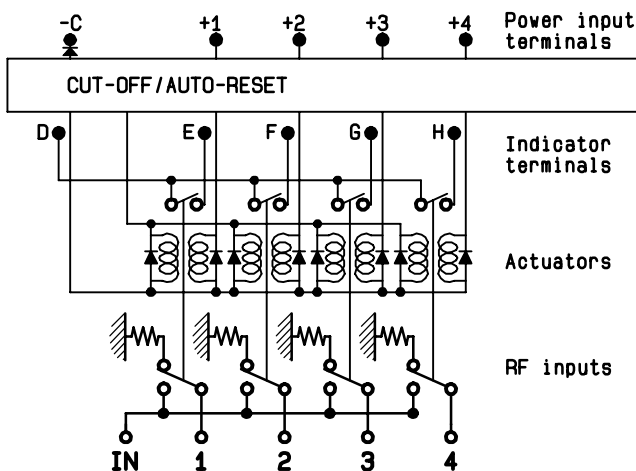 -C +1 +2 +3 +4 Power input
terminals
CUT-OFF/AUTO-RESET
D E F G H Indicator
terminals
Actuators
RF inputs
IN 1 2 3 4